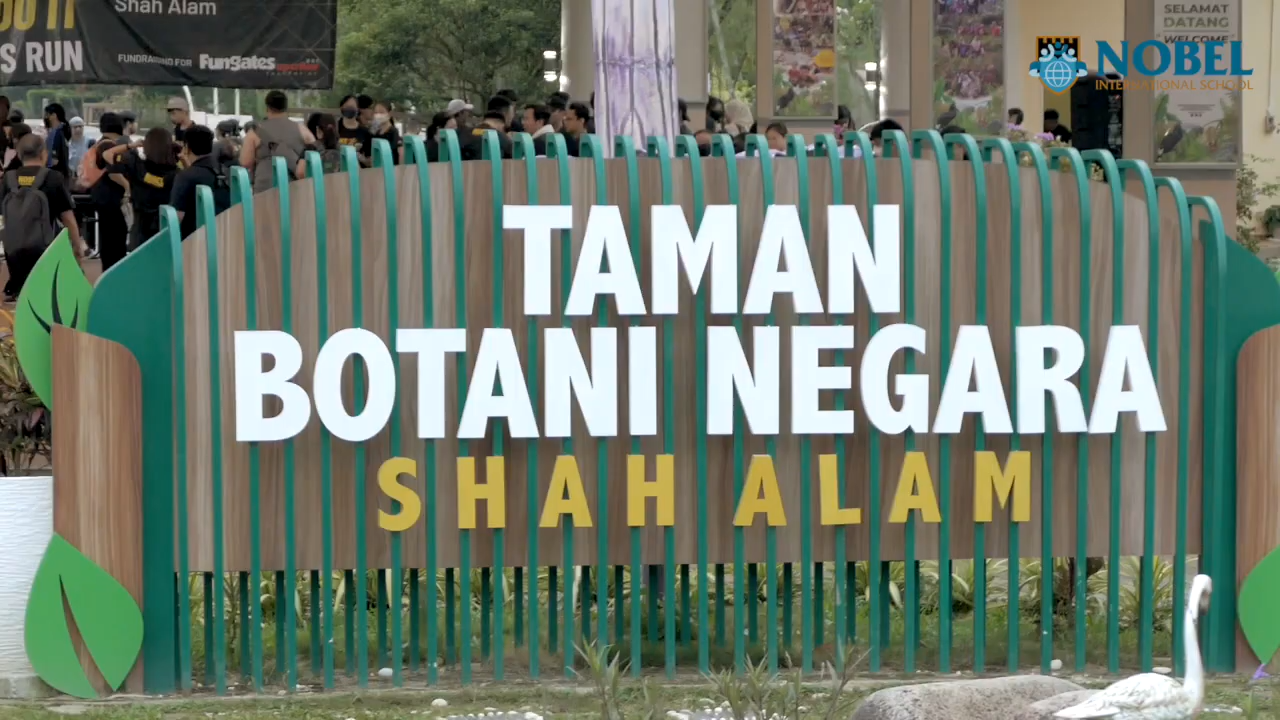 Shah Alam
S RUN
FUNDRAISING FOR Fungates
SELAMAT
DATANG
WELCOME
NOBEL
INTERNATIONAL SCHOOL
TAMAN
BOTANI NEGARA
SHAH ALAM